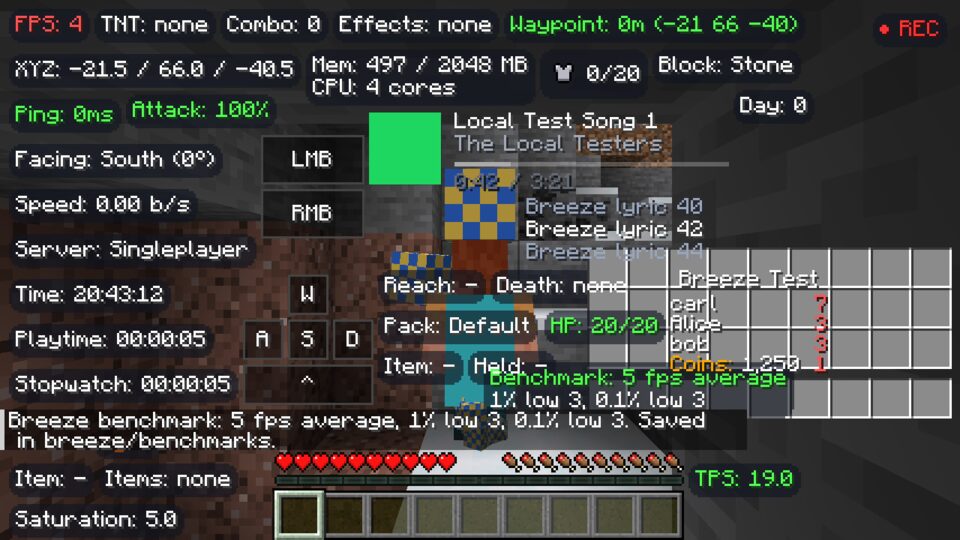 FPS: 4 TNT: none Combo: 0 Effects: none Waypoint: 0m (-21 66 -40)
REC
XYZ: -21.5 / 66.0 / -40.5
Mem: 497 / 2048 MB
CPU: 4 cores
0/20
Block: Stone
Ping: 0ms
Attack: 100%
Day: 0
Local Test Song 1
The Local Testers
0:42 / 3:21
Facing: South (0°)
LMB
Speed: 0.00 b/s
RMB
Breeze lyric 40
Breeze lyric 42
Breeze lyric 44
Server: Singleplayer
Time: 20:43:12
W
Reach: - Death: none
Breeze Test
carl 7
Alice 3
bob 3
Coins: 1,250 1
Playtime: 00:00:05
A S D
Pack: Default
HP: 20/20
Item: - Held: -
Stopwatch: 00:00:05
^
Benchmark: 5 fps average
1% low 3, 0.1% low 3
Breeze benchmark: 5 fps average, 1% low 3, 0.1% low 3. Saved
in breeze/benchmarks.
Item: - Items: none
TPS: 19.0
Saturation: 5.0